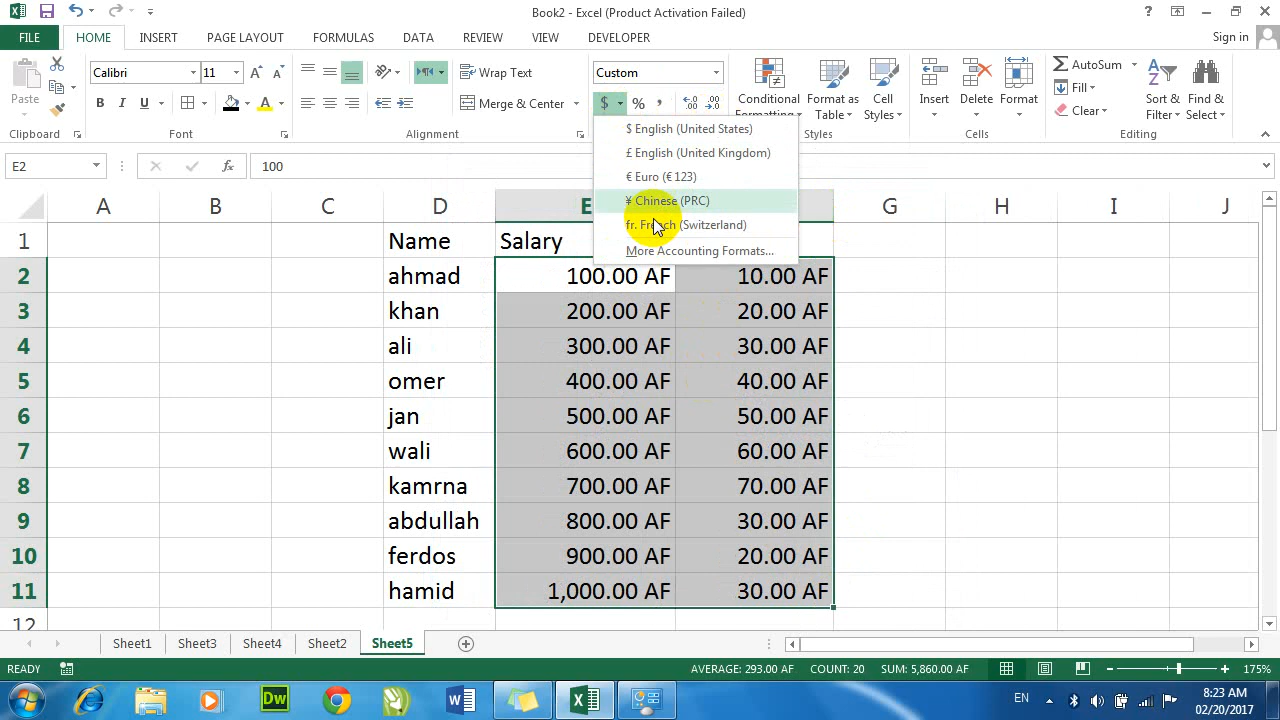 Book2 - Excel (Product Activation Failed)
FILE HOME INSERT PAGE LAYOUT FORMULAS DATA REVIEW VIEW DEVELOPER Sign in
Paste
Calibri 11
Wrap Text
Custom
Conditional Formatting
Format as Table
Cell Styles
Insert
Delete
Format
AutoSum
Fill
Clear
Sort & Filter
Find & Select
B I U
Merge & Center
$ % ,
Clipboard Font Alignment Styles Cells Editing
$ English (United States)
£ English (United Kingdom)
€ Euro (€ 123)
¥ Chinese (PRC)
fr. French (Switzerland)
More Accounting Formats...
E2 fx 100
A B C D E G H I J
1 Name Salary
2 ahmad 100.00 AF 10.00 AF
3 khan 200.00 AF 20.00 AF
4 ali 300.00 AF 30.00 AF
5 omer 400.00 AF 40.00 AF
6 jan 500.00 AF 50.00 AF
7 wali 600.00 AF 60.00 AF
8 kamrna 700.00 AF 70.00 AF
9 abdullah 800.00 AF 30.00 AF
10 ferdos 900.00 AF 20.00 AF
11 hamid 1,000.00 AF 30.00 AF
12
Sheet1 Sheet3 Sheet4 Sheet2 Sheet5
READY AVERAGE: 293.00 AF COUNT: 20 SUM: 5,860.00 AF 175%
Dw
EN
8:23 AM
02/20/2017